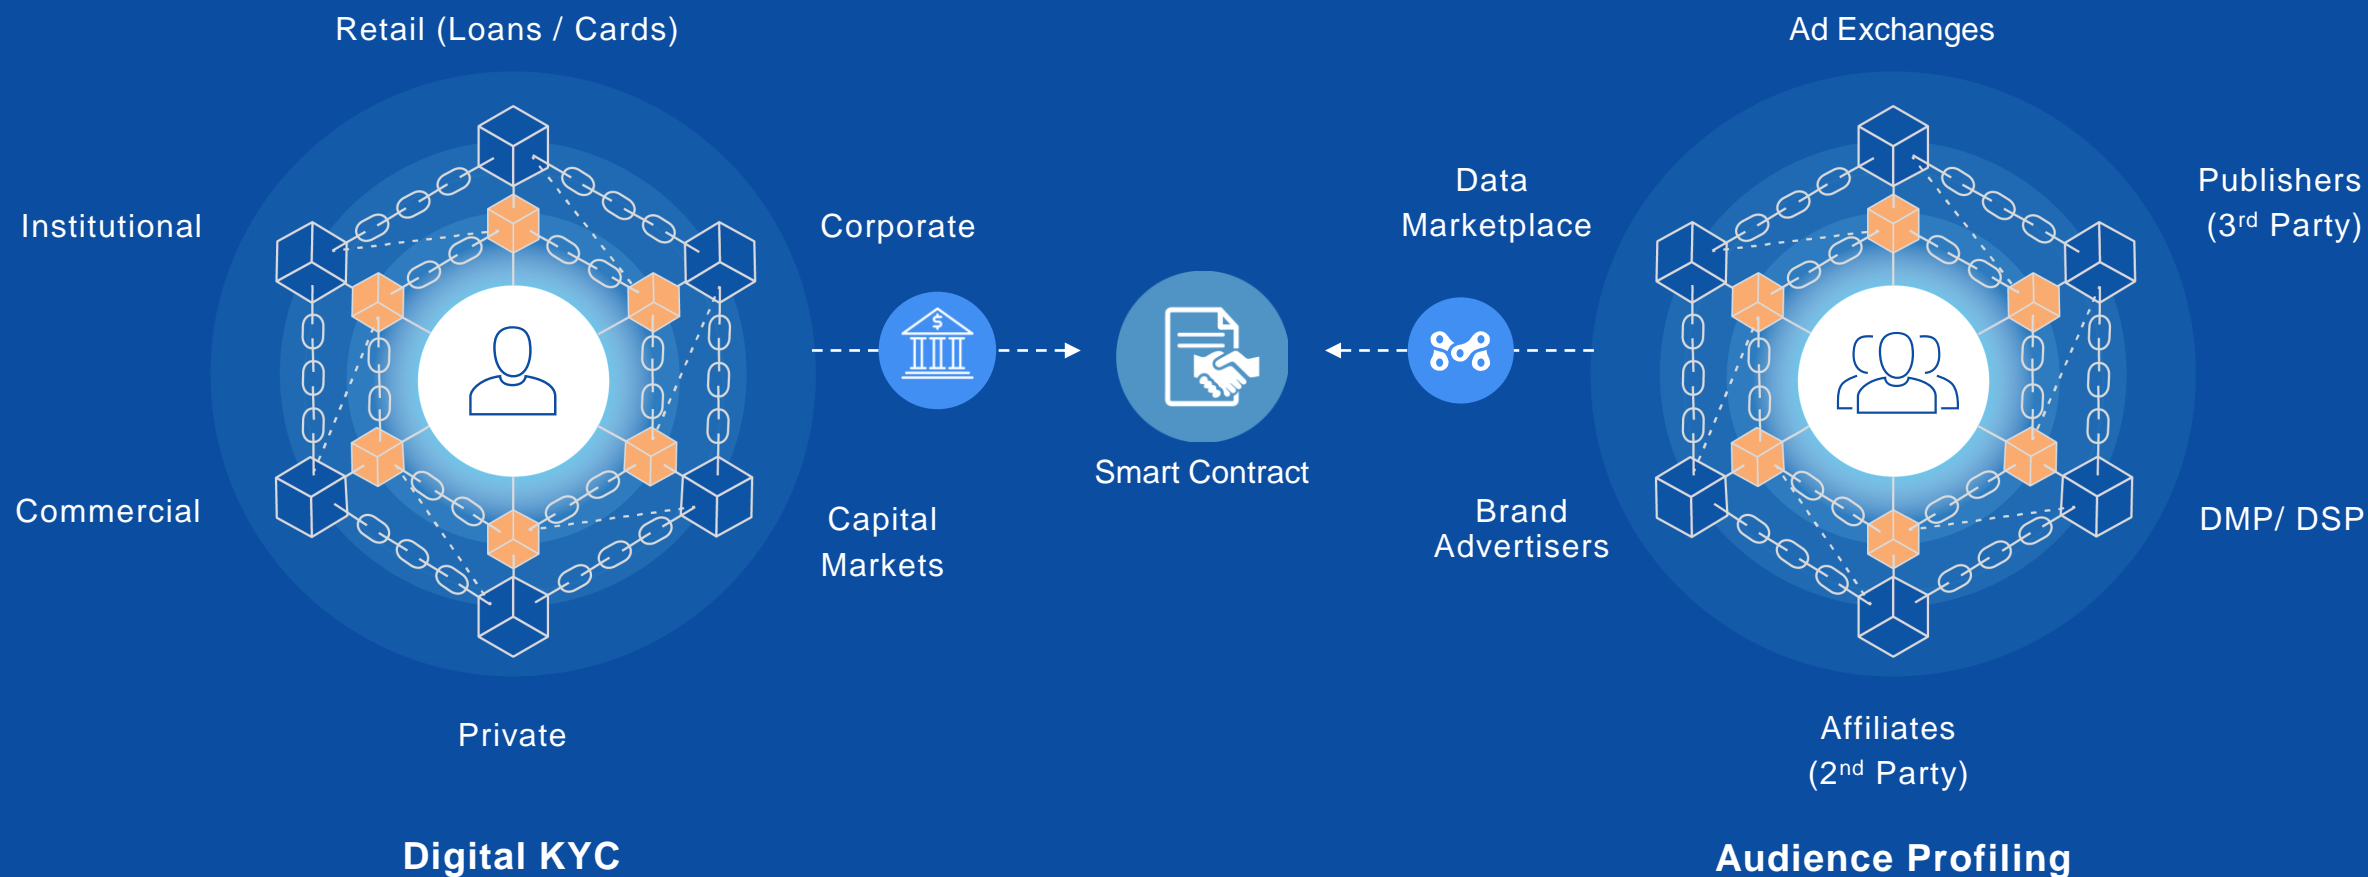 Retail (Loans / Cards)
Institutional
Corporate
Commercial
Capital
Markets
Private
Digital KYC
$
Smart Contract
Ad Exchanges
Data
Marketplace
Publishers
(3rd Party)
Brand
Advertisers
DMP/ DSP
Affiliates
(2nd Party)
Audience Profiling